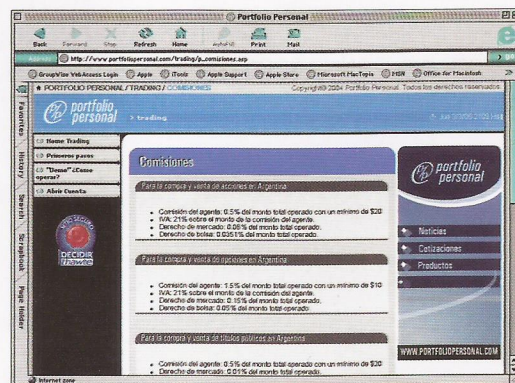 Portfolio Personal
Back Forward Stop Refresh Home AutoFill Print Mail
Address http://www.portfoliopersonal.com/trading/p_comisiones.asp
GroupWise WebAccess Login Apple iTools Apple Support Apple Store Microsoft MacTopia MSN Office for Macintosh
PORTFOLIO PERSONAL / TRADING / COMISIONES Copyright© 2004 Portfolio Personal. Todos los derechos reservados
portfolio personal > trading
Favorites
History
Search
Scrapbook
Page Holder
Home Trading
Primeros pasos
"Demo" ¿Cómo operar?
Abrir Cuenta
SITIO SEGURO
DECIDIR
thawte
Comisiones
Para la compra y venta de acciones en Argentina
• Comisión del agente: 0.5% del monto total operado con un mínimo de $20
• IVA: 21% sobre el monto de la comisión del agente.
• Derecho de mercado: 0.06% del monto total operado.
• Derecho de bolsa: 0.0351% del monto total operado.
Para la compra y venta de opciones en Argentina
• Comisión del agente: 1.5% del monto total operado con un mínimo de $10
• IVA: 21% sobre el monto de la comisión del agente.
• Derecho de mercado: 0.15% del monto total operado.
• Derecho de bolsa: 0.05% del monto total operado.
Para la compra y venta de títulos públicos en Argentina
• Comisión del agente: 0.5% del monto total operado con un mínimo de $20
• Derecho de mercado: 0.01% del monto total operado.
portfolio
personal
Noticias
Cotizaciones
Productos
WWW.PORTFOLIOPERSONAL.COM
Internet zone